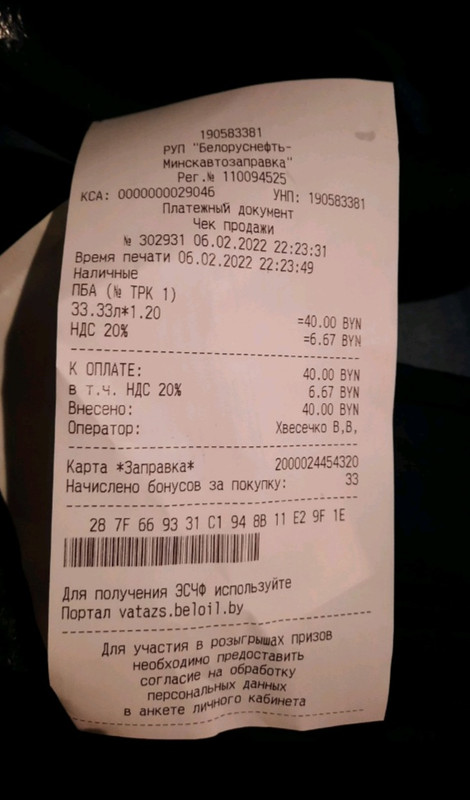 190583381
РУП "Белоруснефть-
Минскавтозаправка"
Рег.№ 110094525
КСА: 0000000029046 УНП: 190583381
Платежный документ
Чек продажи
№ 302931 06.02.2022 22:23:31
Время печати 06.02.2022 22:23:49
Наличные
ПБА (№ ТРК 1)
33.33л*1.20 =40.00 BYN
НДС 20% =6.67 BYN
К ОПЛАТЕ: 40.00 BYN
в т.ч. НДС 20% 6.67 BYN
Внесено: 40.00 BYN
Оператор: Хвесечко В,В,
Карта *Заправка* 2000024454320
Начислено бонусов за покупку: 33
28 7F 66 93 31 C1 94 8B 11 E2 9F 1E
Для получения ЭСЧФ используйте
Портал vatazs.beloil.by
Для участия в розыгрышах призов
необходимо предоставить
согласие на обработку
персональных данных
в анкете личного кабинета